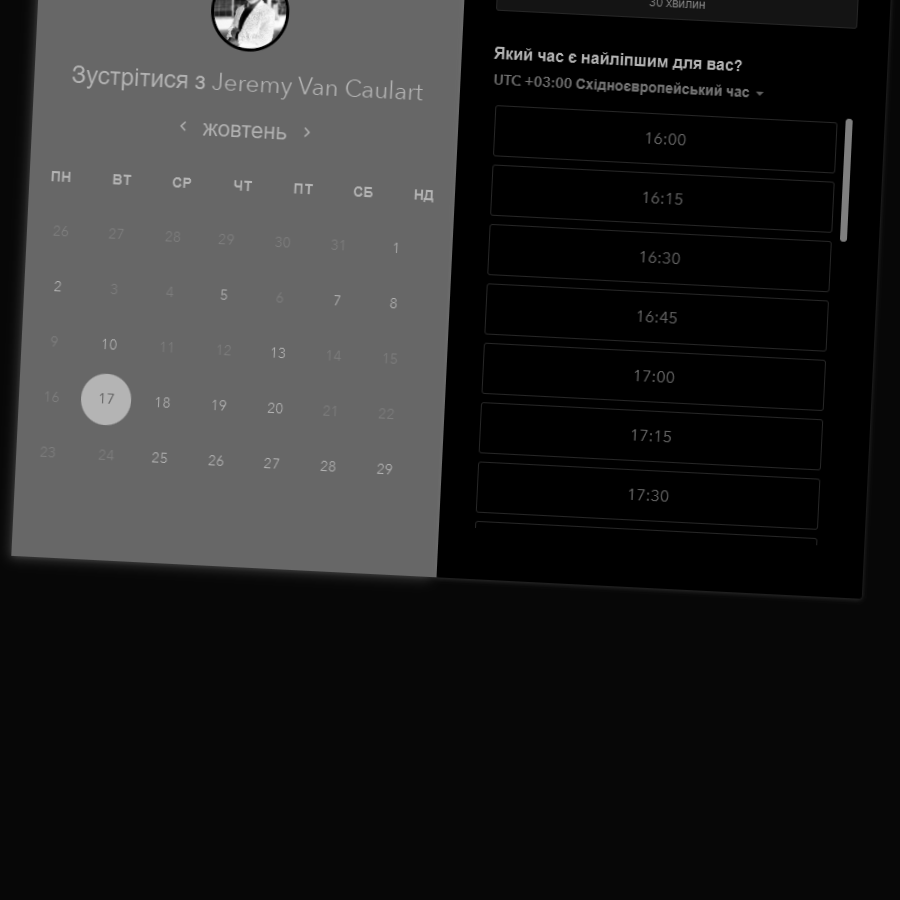 Зустрітися з Jeremy Van Caulart
жовтень
ПН ВТ СР ЧТ ПТ СБ НД
26 27 28 29 30 31 1
2 3 4 5 6 7 8
9 10 11 12 13 14 15
16 17 18 19 20 21 22
23 24 25 26 27 28 29
30 хвилин
Який час є найліпшим для вас?
UTC +03:00 Східноєвропейський час
16:00
16:15
16:30
16:45
17:00
17:15
17:30